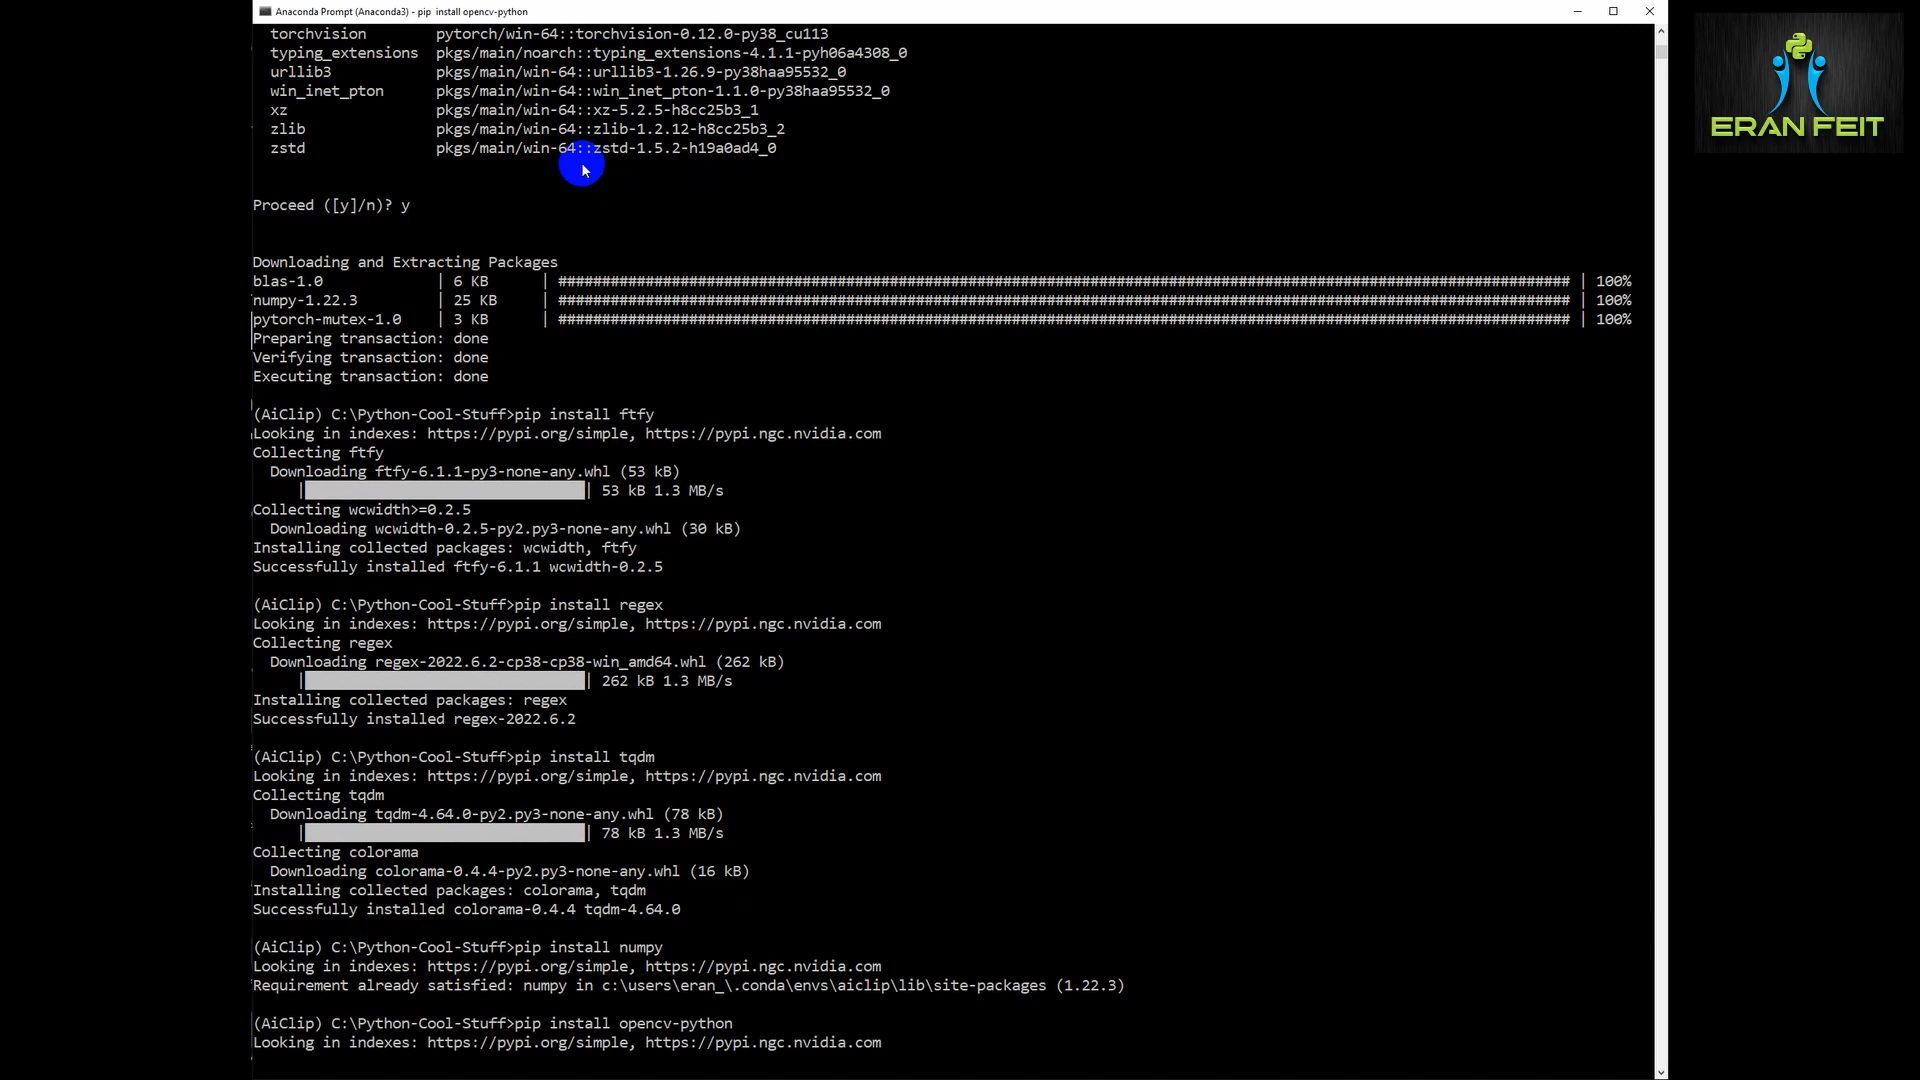 Anaconda Prompt (Anaconda3) - pip install opencv-python
torchvision pytorch/win-64::torchvision-0.12.0-py38_cu113
typing_extensions pkgs/main/noarch::typing_extensions-4.1.1-pyh06a4308_0
urllib3 pkgs/main/win-64::urllib3-1.26.9-py38haa95532_0
win_inet_pton pkgs/main/win-64::win_inet_pton-1.1.0-py38haa95532_0
xz pkgs/main/win-64::xz-5.2.5-h8cc25b3_1
zlib pkgs/main/win-64::zlib-1.2.12-h8cc25b3_2
zstd pkgs/main/win-64::zstd-1.5.2-h19a0ad4_0
Proceed ([y]/n)? y
Downloading and Extracting Packages
blas-1.0 | 6 KB | #################################################################################################################### | 100%
numpy-1.22.3 | 25 KB | #################################################################################################################### | 100%
pytorch-mutex-1.0 | 3 KB | #################################################################################################################### | 100%
Preparing transaction: done
Verifying transaction: done
Executing transaction: done
(AiClip) C:\Python-Cool-Stuff>pip install ftfy
Looking in indexes: https://pypi.org/simple, https://pypi.ngc.nvidia.com
Collecting ftfy
Downloading ftfy-6.1.1-py3-none-any.whl (53 kB)
| | 53 kB 1.3 MB/s
Collecting wcwidth>=0.2.5
Downloading wcwidth-0.2.5-py2.py3-none-any.whl (30 kB)
Installing collected packages: wcwidth, ftfy
Successfully installed ftfy-6.1.1 wcwidth-0.2.5
(AiClip) C:\Python-Cool-Stuff>pip install regex
Looking in indexes: https://pypi.org/simple, https://pypi.ngc.nvidia.com
Collecting regex
Downloading regex-2022.6.2-cp38-cp38-win_amd64.whl (262 kB)
| | 262 kB 1.3 MB/s
Installing collected packages: regex
Successfully installed regex-2022.6.2
(AiClip) C:\Python-Cool-Stuff>pip install tqdm
Looking in indexes: https://pypi.org/simple, https://pypi.ngc.nvidia.com
Collecting tqdm
Downloading tqdm-4.64.0-py2.py3-none-any.whl (78 kB)
| | 78 kB 1.3 MB/s
Collecting colorama
Downloading colorama-0.4.4-py2.py3-none-any.whl (16 kB)
Installing collected packages: colorama, tqdm
Successfully installed colorama-0.4.4 tqdm-4.64.0
(AiClip) C:\Python-Cool-Stuff>pip install numpy
Looking in indexes: https://pypi.org/simple, https://pypi.ngc.nvidia.com
Requirement already satisfied: numpy in c:\users\eran_\.conda\envs\aiclip\lib\site-packages (1.22.3)
(AiClip) C:\Python-Cool-Stuff>pip install opencv-python
Looking in indexes: https://pypi.org/simple, https://pypi.ngc.nvidia.com
ERAN FEIT